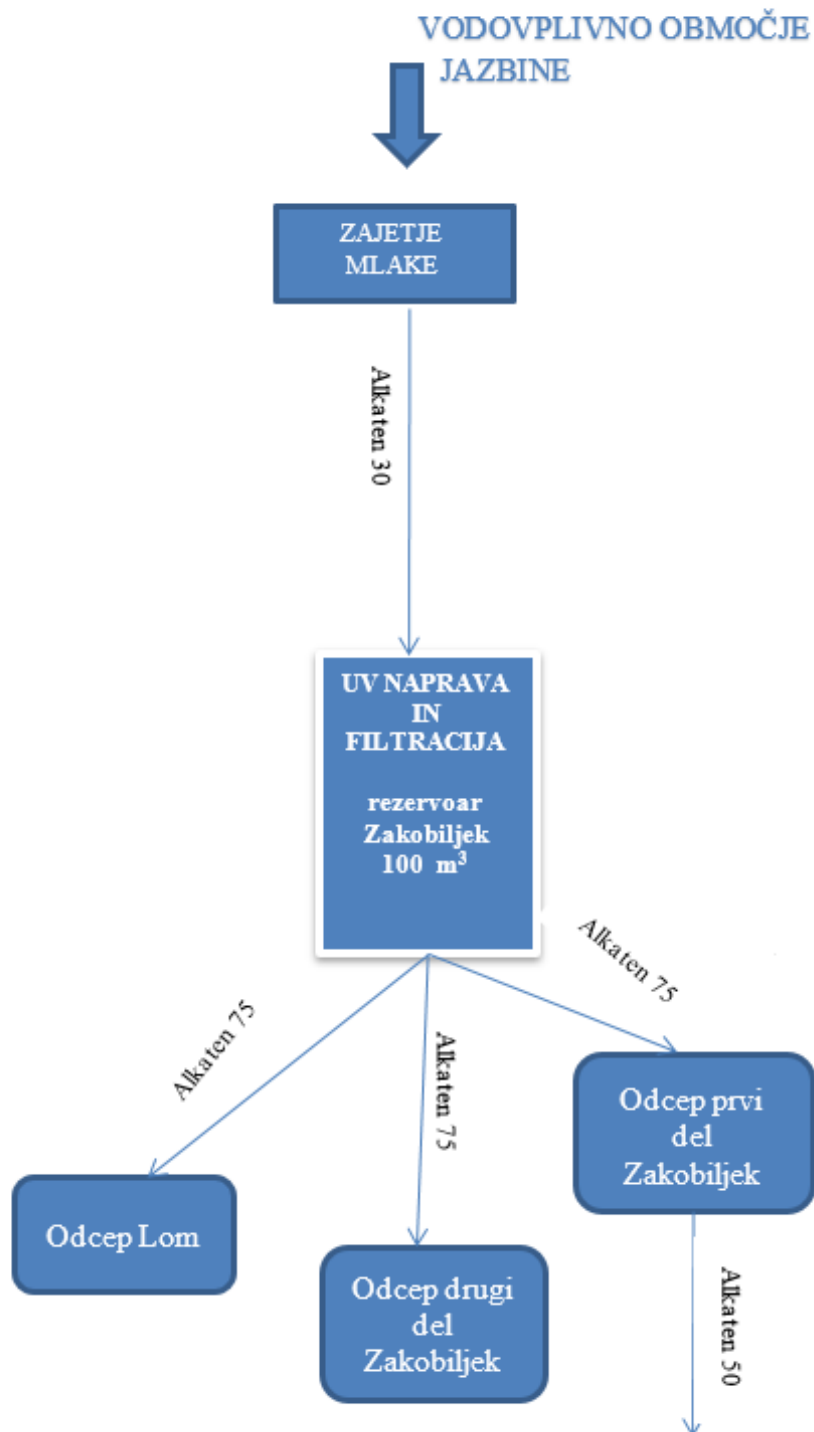 VODOVPLIVNO OBMOČJE
JAZBINE
ZAJETJE
MLAKE
Alkaten 30
UV NAPRAVA
IN
FILTRACIJA
rezervoar
Zakobiljek
100 m³
Alkaten 75
Alkaten 75
Alkaten 75
Odcep prvi
del
Zakobiljek
Odcep Lom
Odcep drugi
del
Zakobiljek
Alkaten 50